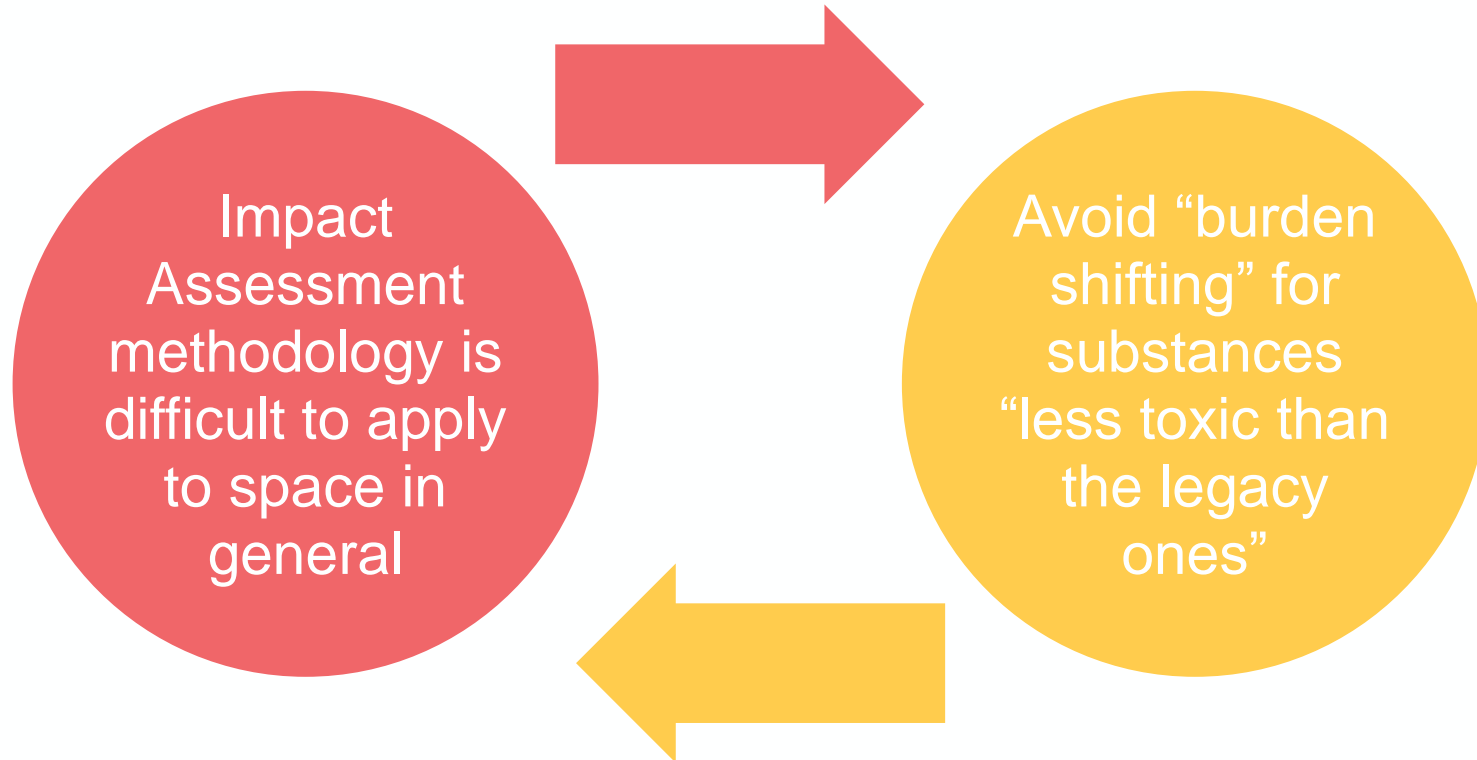 Impact
Assessment
methodology is
difficult to apply
to space in
general
Avoid “burden
shifting” for
substances
“less toxic than
the legacy
ones”